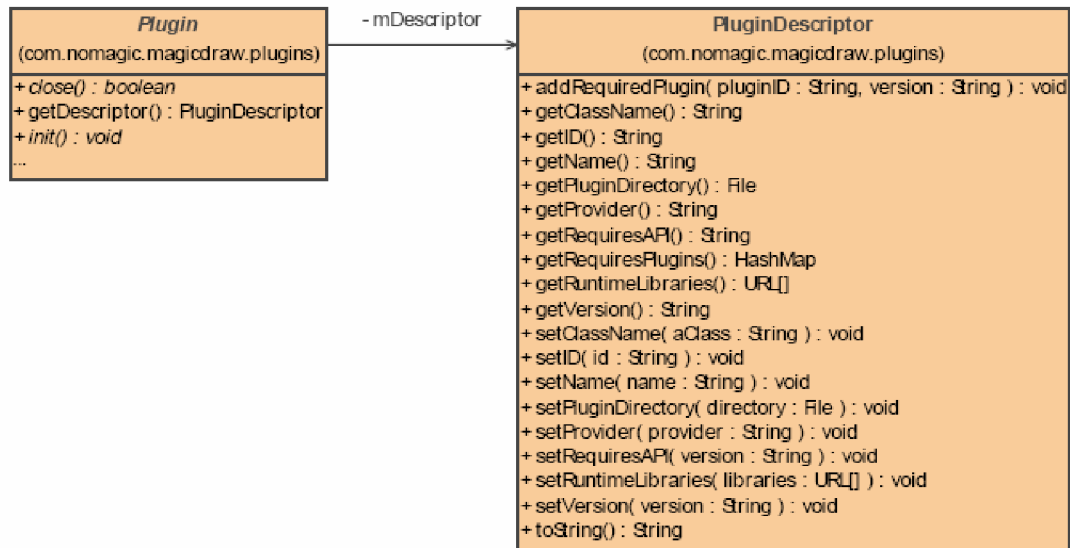 Plugin
(com.nomagic.magicdraw.plugins)
+ close() : boolean
+ getDescriptor() : PluginDescriptor
+ init() : void
...
- mDescriptor
PluginDescriptor
(com.nomagic.magicdraw.plugins)
+ addRequiredPlugin( pluginID : String, version : String ) : void
+ getClassName() : String
+ getID() : String
+ getName() : String
+ getPluginDirectory() : File
+ getProvider() : String
+ getRequiresAPI() : String
+ getRequiresPlugins() : HashMap
+ getRuntimeLibraries() : URL[]
+ getVersion() : String
+ setClassName( aClass : String ) : void
+ setID( id : String ) : void
+ setName( name : String ) : void
+ setPluginDirectory( directory : File ) : void
+ setProvider( provider : String ) : void
+ setRequiresAPI( version : String ) : void
+ setRuntimeLibraries( libraries : URL[] ) : void
+ setVersion( version : String ) : void
+ toString() : String